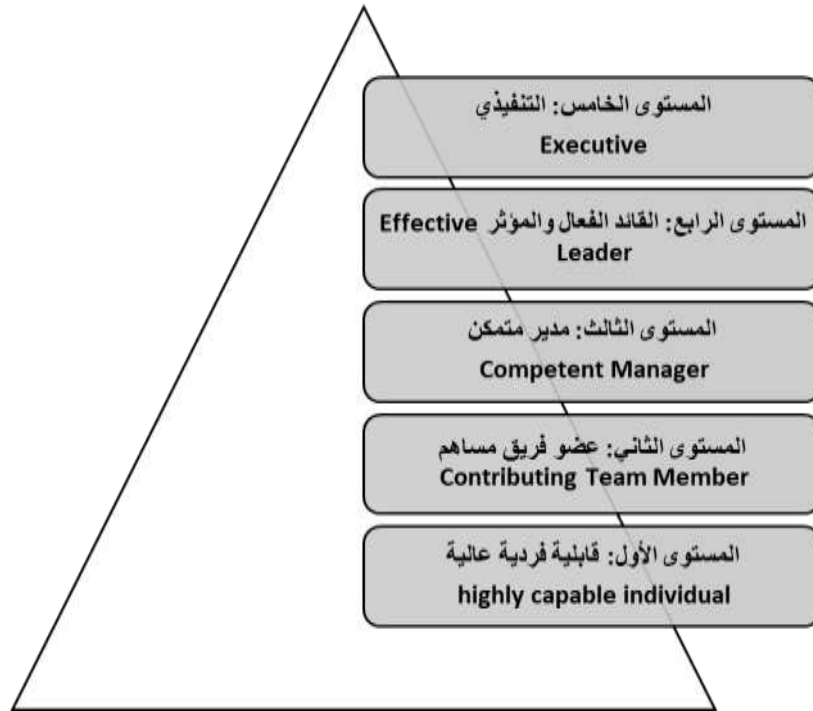 المستوى الخامس: التنفيذي
Executive
المستوى الرابع: القائد الفعال والمؤثر Effective
Leader
المستوى الثالث: مدير متمكن
Competent Manager
المستوى الثاني: عضو فريق مساهم
Contributing Team Member
المستوى الأول: قابلية فردية عالية
highly capable individual